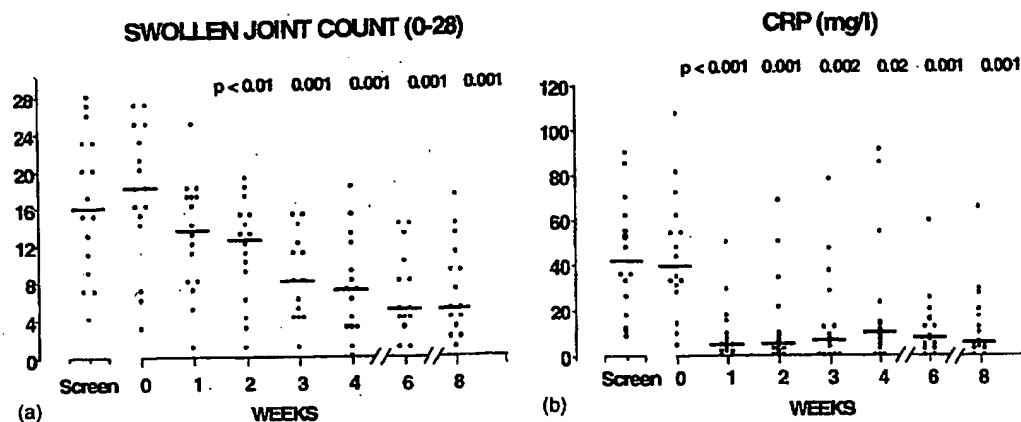 SWOLLEN JOINT COUNT (0-28)
p < 0.01 0.001 0.001 0.001 0.001
28
24
20
16
12
8
4
0
Screen 0 1 2 3 4 6 8
WEEKS
(a)
CRP (mg/l)
p < 0.001 0.001 0.002 0.02 0.001 0.001
120
100
80
60
40
20
0
Screen 0 1 2 3 4 6 8
WEEKS
(b)